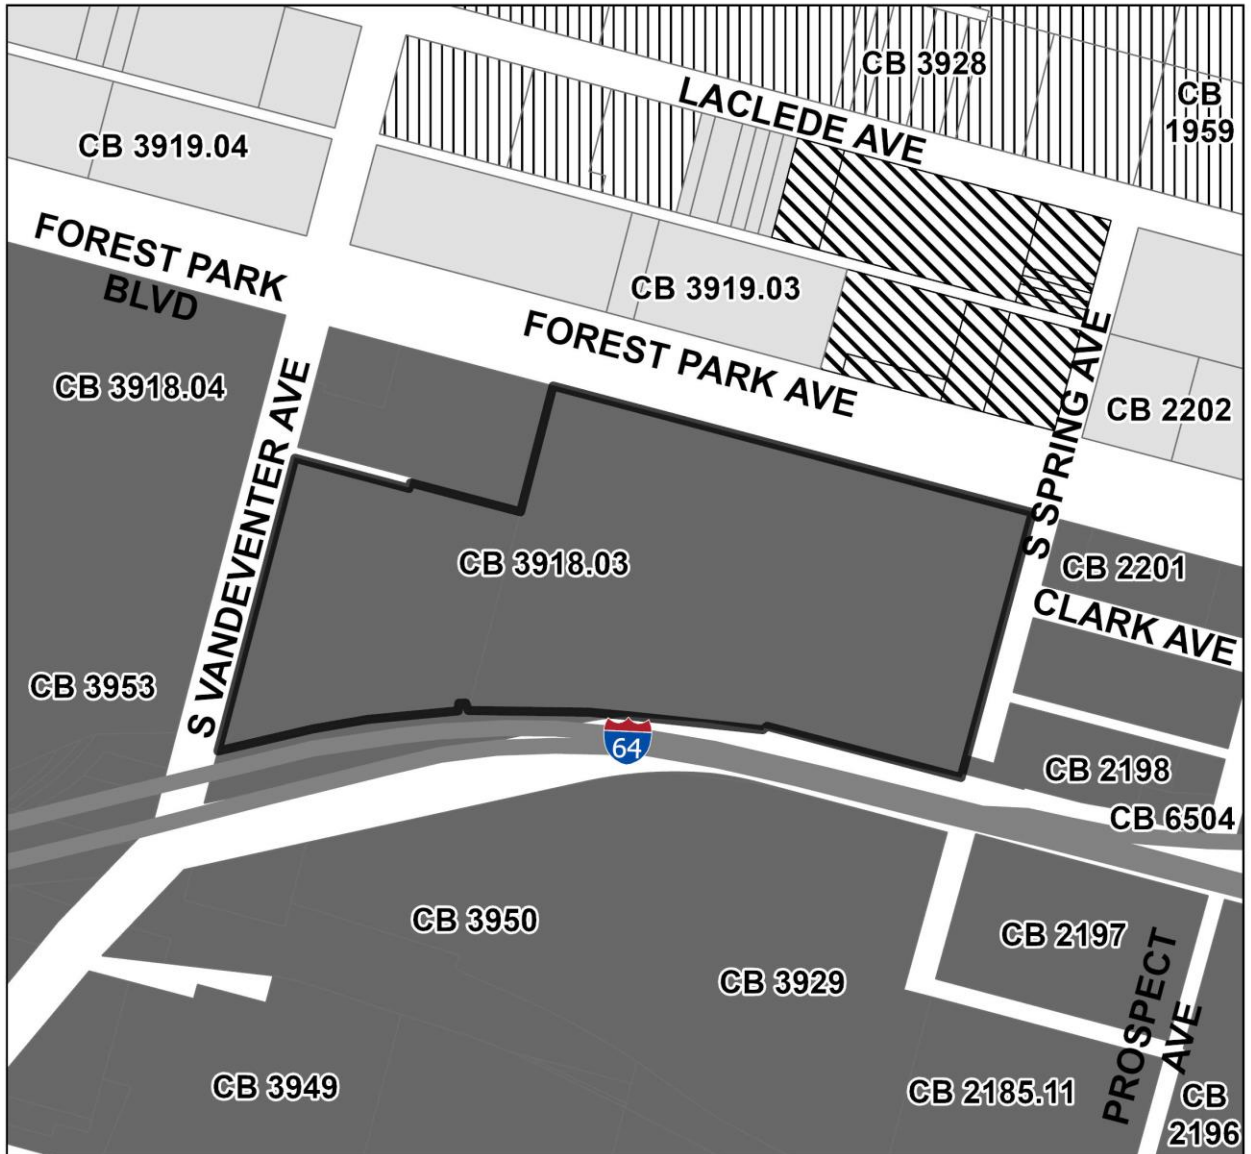 CB 3928
CB
1959
LACLEDE AVE
CB 3919.04
FOREST PARK
BLVD
CB 3919.03
FOREST PARK AVE
S SPRING AVE
CB 3918.04
CB 2202
S VANDEVENTER AVE
CB 3918.03
CB 2201
CLARK AVE
CB 3953
64
CB 2198
CB 6504
CB 3950
CB 2197
CB 3929
PROSPECT
AVE
CB 3949
CB 2185.11
CB
2196